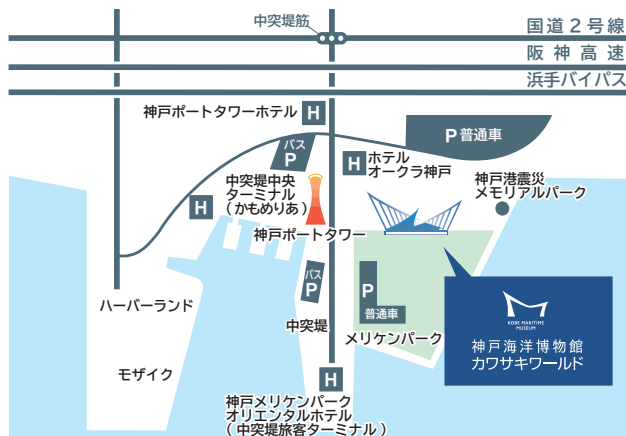 中突堤筋
国道2号線
阪神高速
浜手バイパス
神戸ポートタワーホテル
H
P 普通車
バス
P
H
ホテル
オークラ神戸
中突堤中央
ターミナル
(かもめりあ)
神戸港震災
メモリアルパーク
H
神戸ポートタワー
バス
P
P
普通車
ハーバーランド
中突堤
メリケンパーク
KOBE MARITIME
MUSEUM
神戸海洋博物館
カワサキワールド
モザイク
H
神戸メリケンパーク
オリエンタルホテル
(中突堤旅客ターミナル)